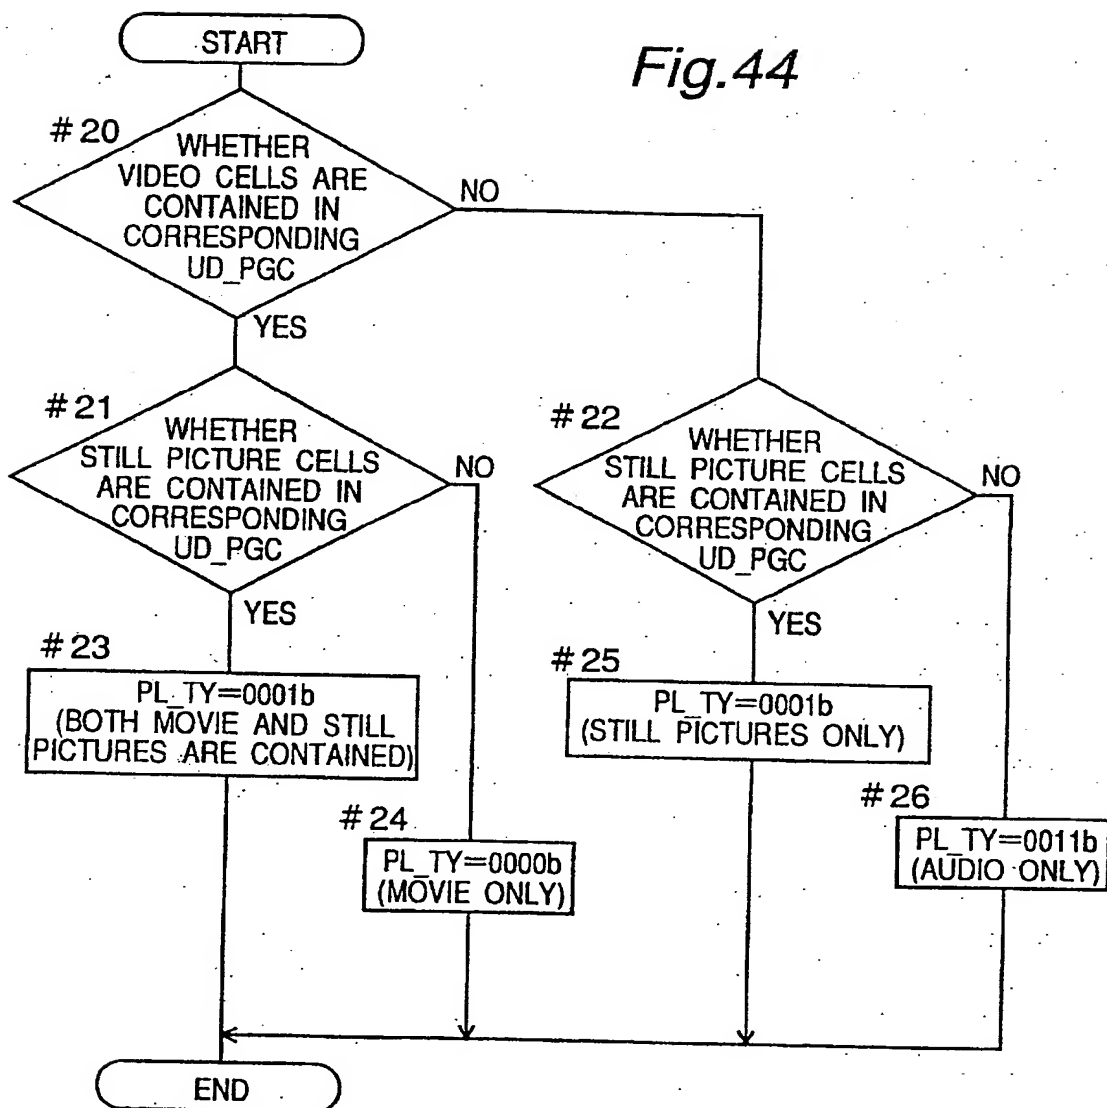 START
Fig.44
#20
WHETHER
VIDEO CELLS ARE
CONTAINED IN
CORRESPONDING
UD_PGC
NO
YES
#21
WHETHER
STILL PICTURE CELLS
ARE CONTAINED IN
CORRESPONDING
UD_PGC
NO
YES
#22
WHETHER
STILL PICTURE CELLS
ARE CONTAINED IN
CORRESPONDING
UD_PGC
NO
YES
#23
PL_TY=0001b
(BOTH MOVIE AND STILL
PICTURES ARE CONTAINED)
#24
PL_TY=0000b
(MOVIE ONLY)
#25
PL_TY=0001b
(STILL PICTURES ONLY)
#26
PL_TY=0011b
(AUDIO ONLY)
END